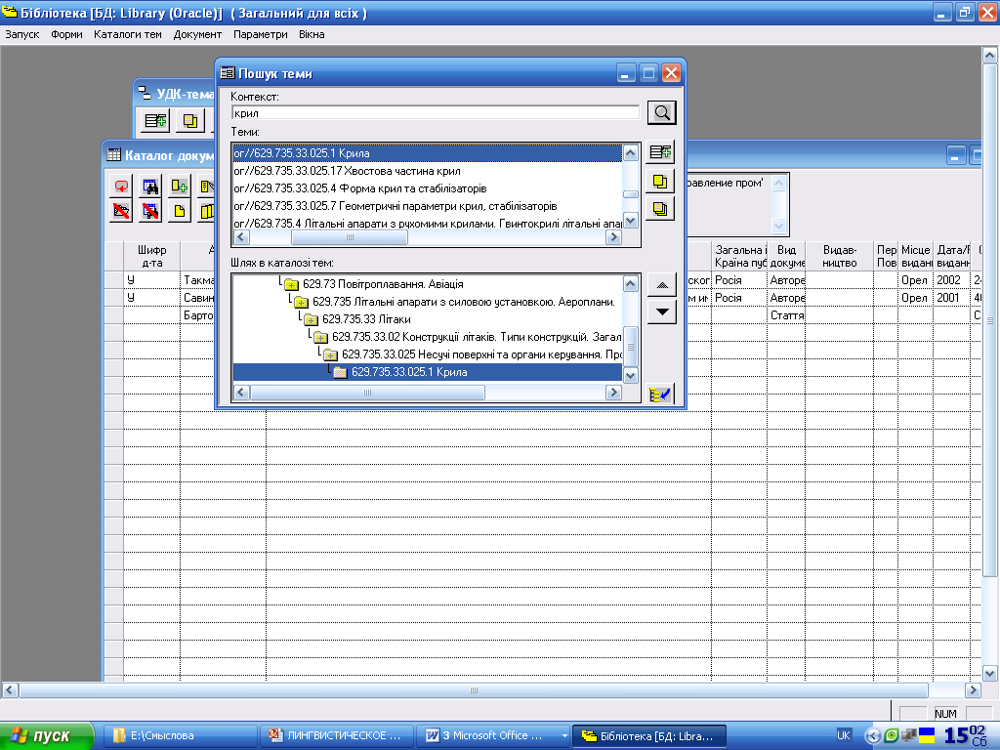 Бібліотека [БД: Library (Oracle)] ( Загальний для всіх )
Запуск Форми Каталоги тем Документ Параметри Вікна
УДК-тема
Пошук теми
Контекст:
крил
Теми:
ог//629.735.33.025.1 Крила
ог//629.735.33.025.17 Хвостова частина крил
ог//629.735.33.025.4 Форма крил та стабілізаторів
ог//629.735.33.025.7 Геометричні параметри крил, стабілізаторів
ог//629.735.4 Літальні апарати з рухомими крилами. Гвинтокрилі літальні апа
Шлях в каталозі тем:
629.73 Повітроплавання. Авіація
629.735 Літальні апарати з силовою установкою. Аероплани.
629.735.33 Літаки
629.735.33.02 Конструкції літаків. Типи конструкцій. Загал
629.735.33.025 Несучі поверхні та органи керування. Пр
629.735.33.025.1 Крила
Каталог докум
равление пром'
Шифр д-та А Загальна Країна пуб Вид докуме Видав-ництво Пер Пов Місце видан Дата/ видан
У Такма ског Росія Авторе Орел 2002 24
У Савин м и Росія Авторе Орел 2001 4
Барто Стаття С
NUM
пуск E:\Смыслова ЛИНГВИСТИЧЕСКОЕ ... 3 Microsoft Office ... Бібліотека [БД: Libra... UK 15 02 Сб